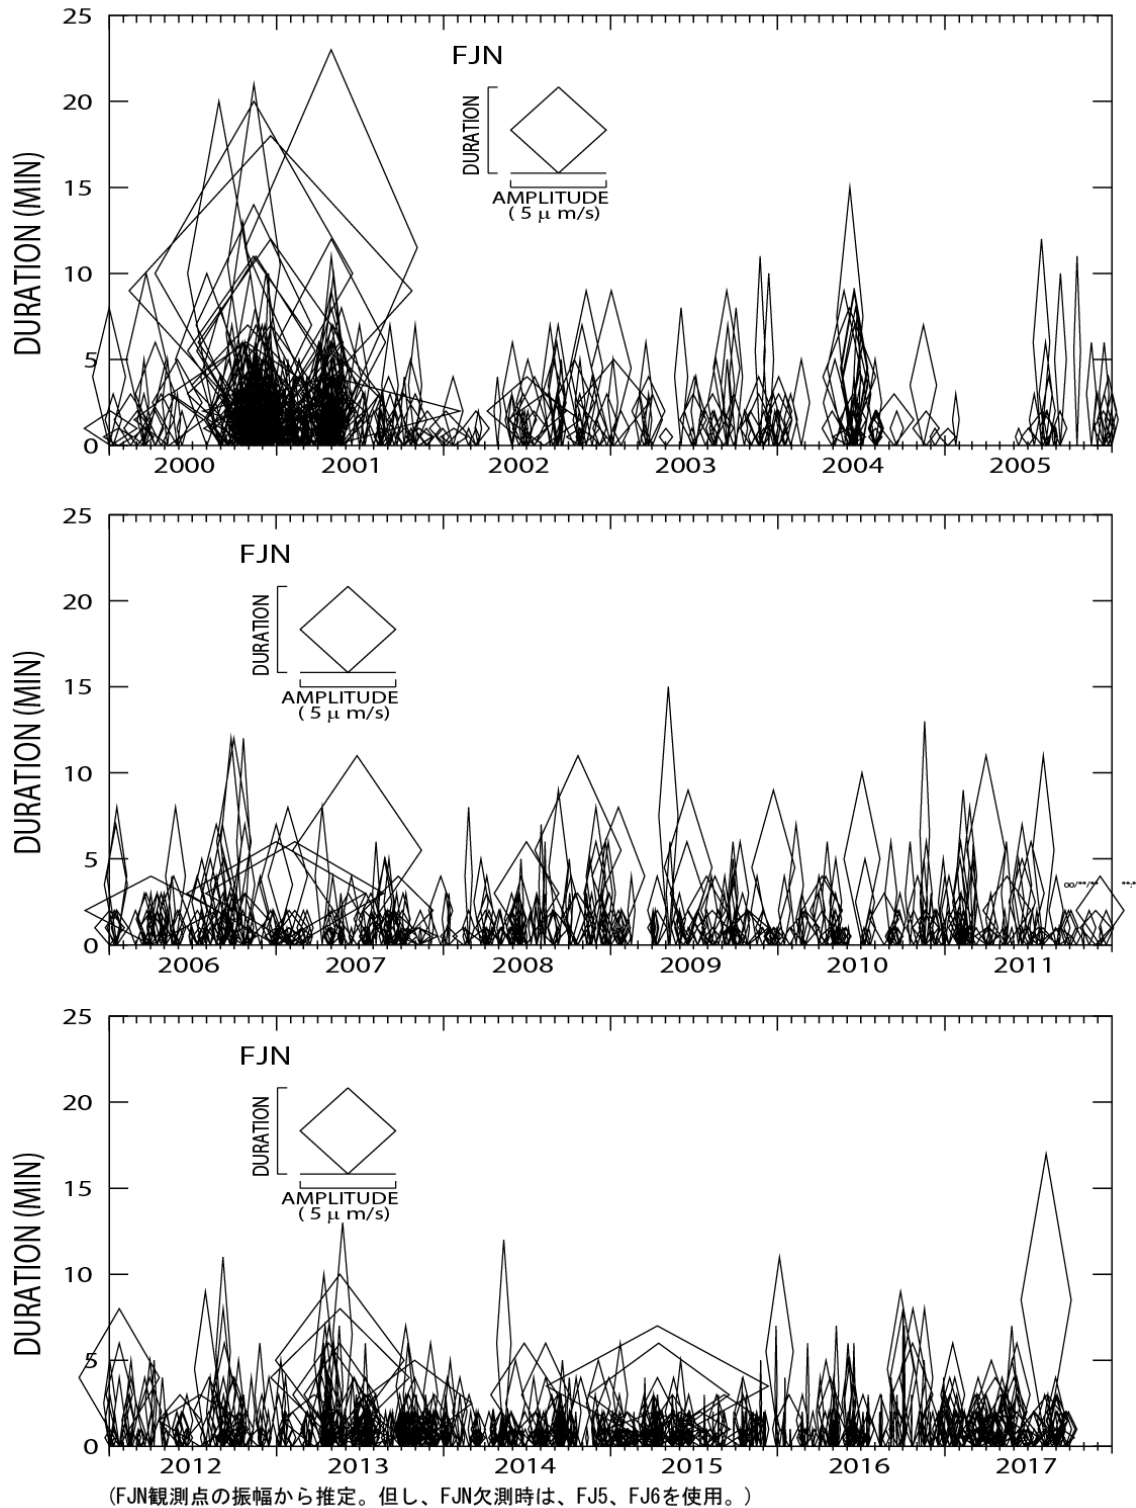 25
20
15
10
5
0
DURATION (MIN)
FJN
DURATION
AMPLITUDE
( 5 μ m/s)
2000 2001 2002 2003 2004 2005
25
20
15
10
5
0
DURATION (MIN)
FJN
DURATION
AMPLITUDE
( 5 μ m/s)
2006 2007 2008 2009 2010 2011
25
20
15
10
5
0
DURATION (MIN)
FJN
DURATION
AMPLITUDE
( 5 μ m/s)
2012 2013 2014 2015 2016 2017
(FJN観測点の振幅から推定。但し、FJN欠測時は、FJ5、FJ6を使用。)